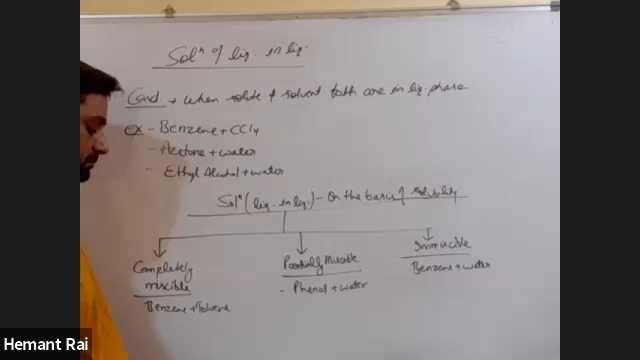 Solⁿ of liq. in liq.
Cond. → When solute & solvent both are in liq. phase
ex - Benzene + CCl₄
- Acetone + water
- Ethyl Alcohol + water
Solⁿ (liq. in liq.) - On the basis of solubility
Completely miscible
Benzene + Toluene
Partially Miscible
- Phenol + water
Immiscible
Benzene + water
Hemant Rai